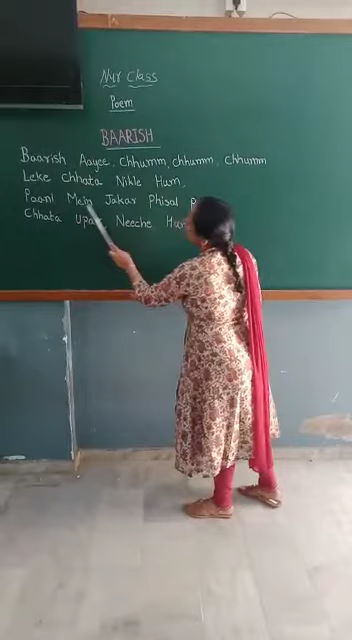 Nur Class
Poem
BAARISH
Baarish Aayee, Chhumm, chhumm, Chhumm
Leke Chhata Nikle Hum,
Paani Mein Jakar Phisal
Chhata Upar Neeche